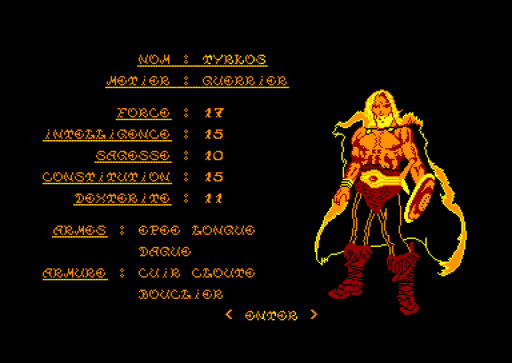 NOM : TYRKOS
METIER : GUERRIER
FORCE : 17
INTELLIGENCE : 15
SAGESSE : 10
CONSTITUTION : 15
DEXTERITE : 11
ARMES : EPEE LONGUE
DAGUE
ARMURE : CUIR CLOUTE
BOUCLIER
< ENTER >